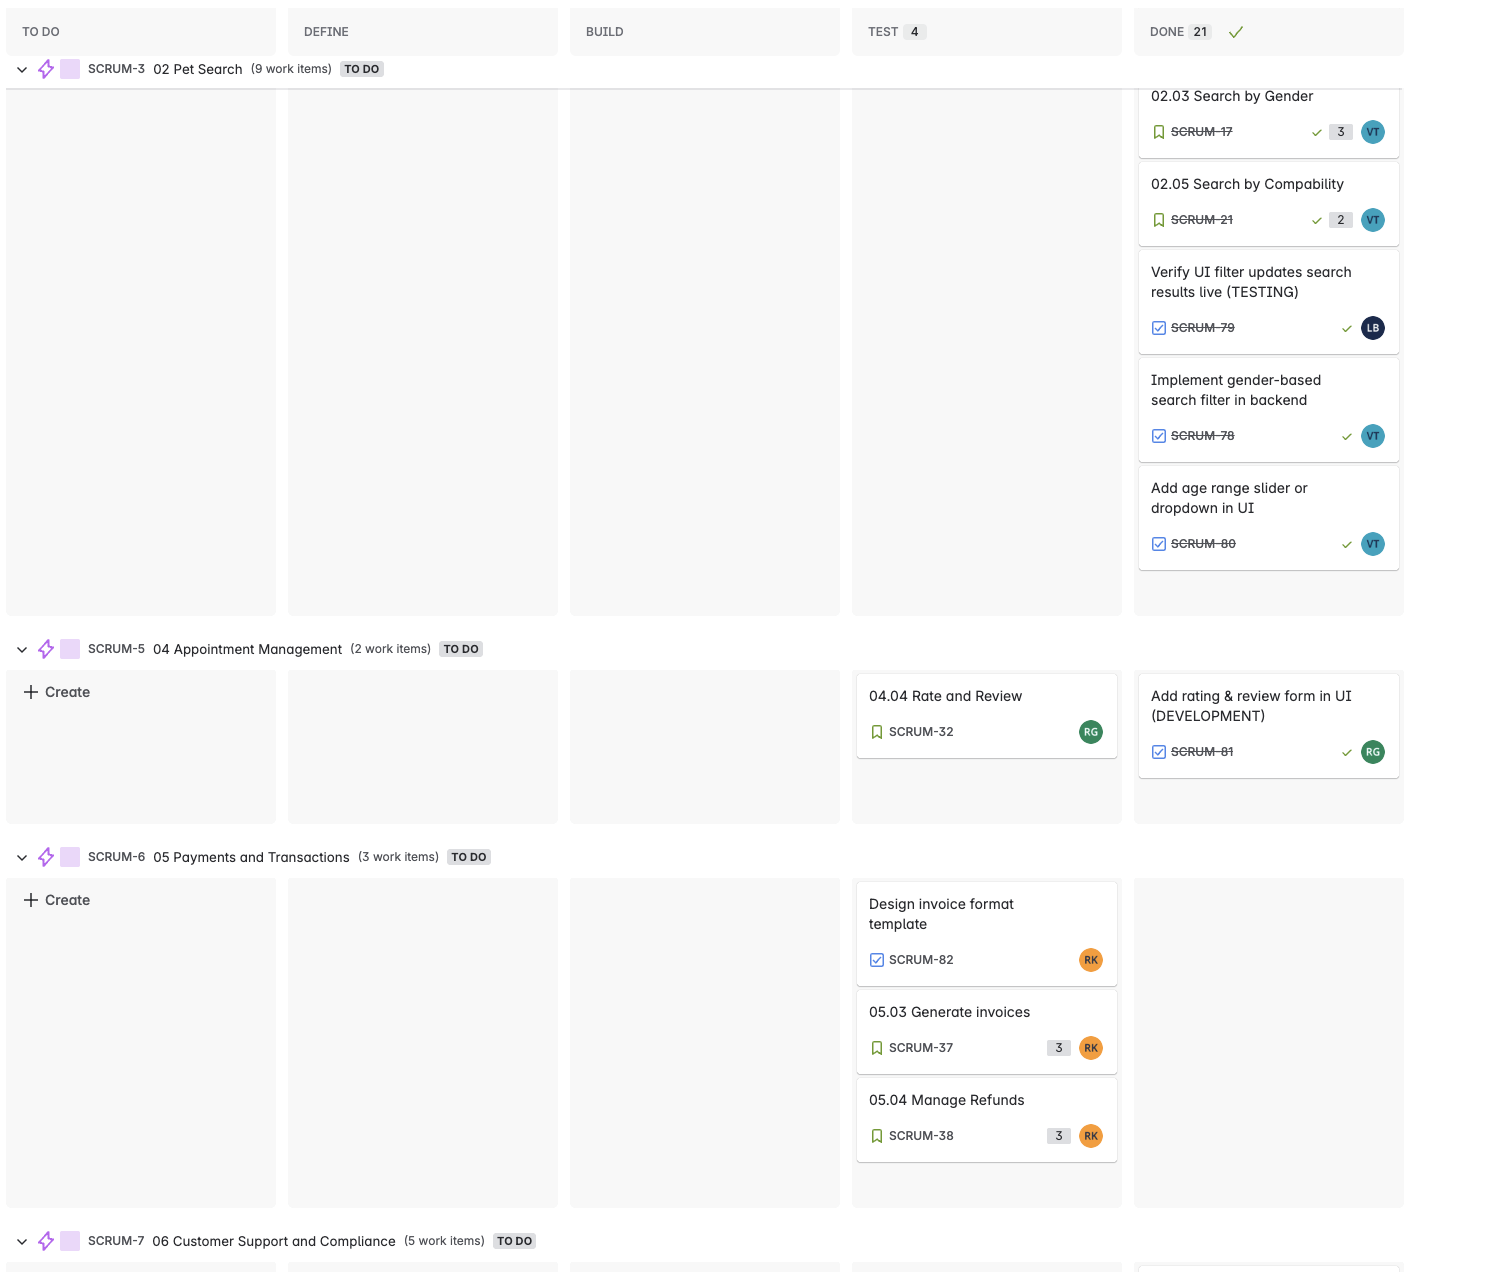 TO DO
DEFINE
BUILD
TEST 4
DONE 21
SCRUM-3 02 Pet Search (9 work items) TO DO
02.03 Search by Gender
SCRUM-17 3 VT
02.05 Search by Compability
SCRUM-21 2 VT
Verify UI filter updates search
results live (TESTING)
SCRUM-79 LB
Implement gender-based
search filter in backend
SCRUM-78 VT
Add age range slider or
dropdown in UI
SCRUM-80 VT
SCRUM-5 04 Appointment Management (2 work items) TO DO
Create
04.04 Rate and Review
SCRUM-32 RG
Add rating & review form in UI
(DEVELOPMENT)
SCRUM-81 RG
SCRUM-6 05 Payments and Transactions (3 work items) TO DO
Create
Design invoice format
template
SCRUM-82 RK
05.03 Generate invoices
SCRUM-37 3 RK
05.04 Manage Refunds
SCRUM-38 3 RK
SCRUM-7 06 Customer Support and Compliance (5 work items) TO DO